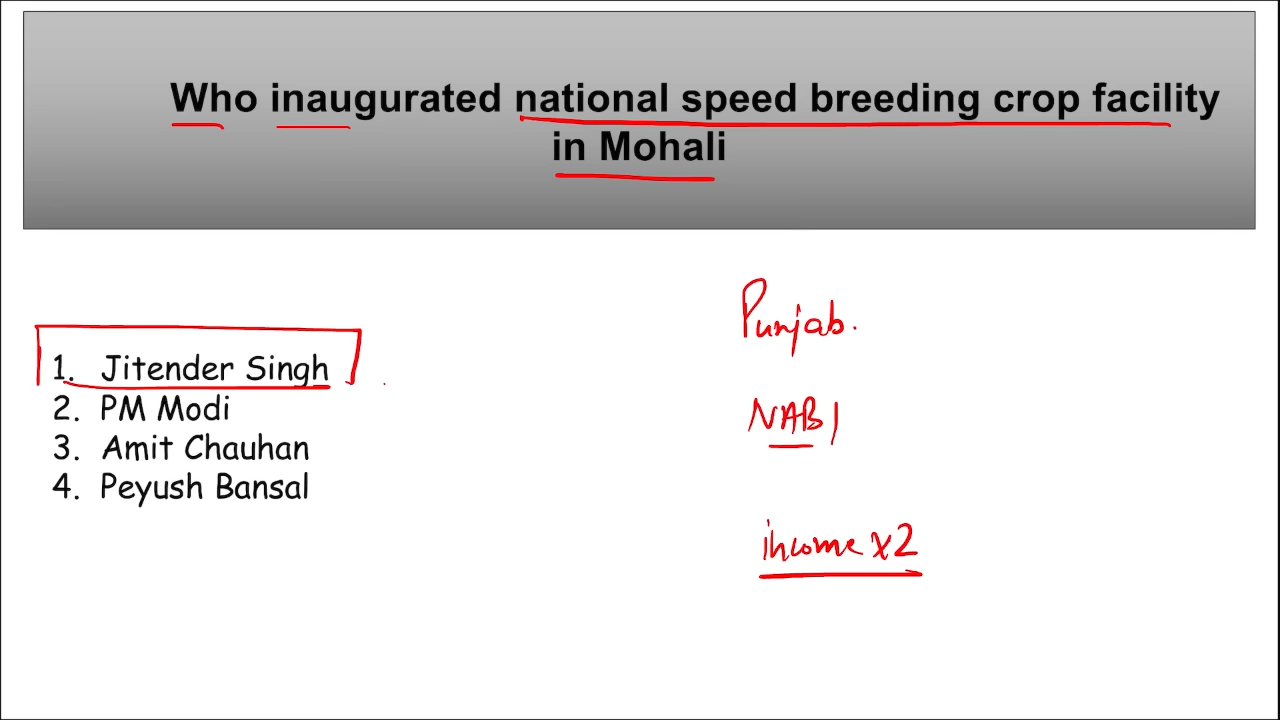 Who inaugurated national speed breeding crop facility
in Mohali
1. Jitender Singh
2. PM Modi
3. Amit Chauhan
4. Peyush Bansal
Punjab.
NABI
income x2